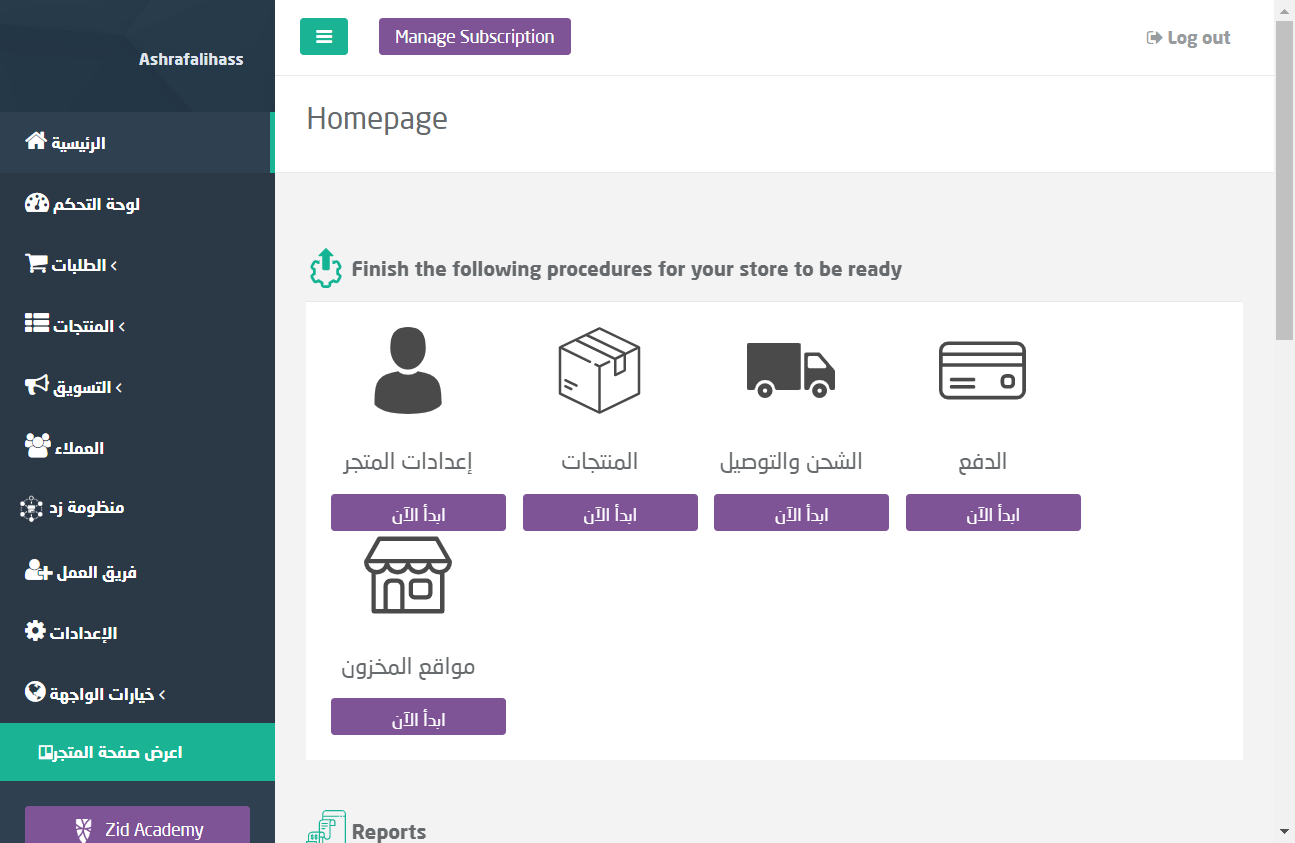 Ashrafalihass
الرئيسية
لوحة التحكم
الطلبات
المنتجات
التسويق
العملاء
منظومة زد
فريق العمل
الإعدادات
خيارات الواجهة
اعرض صفحة المتجر
Zid Academy
Manage Subscription
Log out
Homepage
Finish the following procedures for your store to be ready
إعدادات المتجر
ابدأ الآن
المنتجات
ابدأ الآن
الشحن والتوصيل
ابدأ الآن
الدفع
ابدأ الآن
مواقع المخزون
ابدأ الآن
Reports